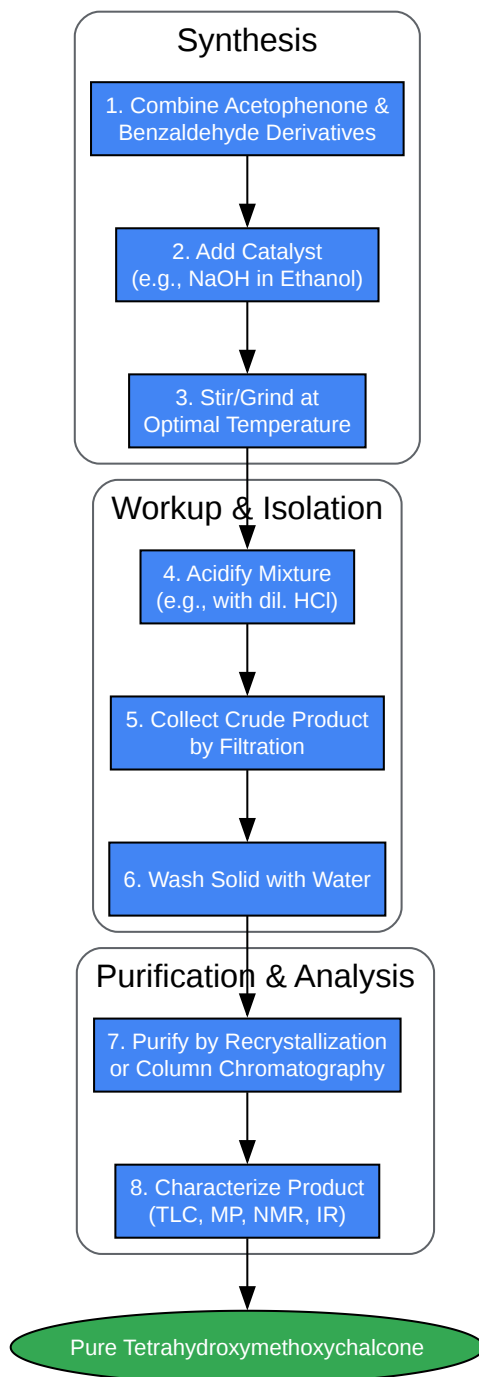 Synthesis
1. Combine Acetophenone &
Benzaldehyde Derivatives
2. Add Catalyst
(e.g., NaOH in Ethanol)
3. Stir/Grind at
Optimal Temperature
Workup & Isolation
4. Acidify Mixture
(e.g., with dil. HCl)
5. Collect Crude Product
by Filtration
6. Wash Solid with Water
Purification & Analysis
7. Purify by Recrystallization
or Column Chromatography
8. Characterize Product
(TLC, MP, NMR, IR)
Pure Tetrahydroxymethoxychalcone